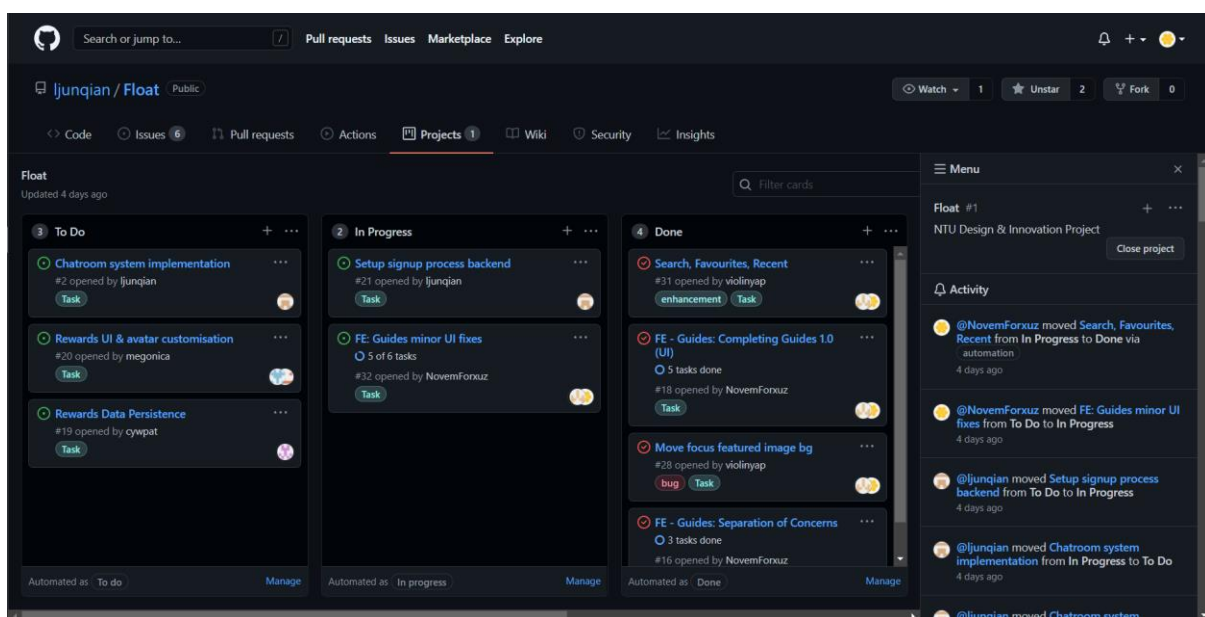 Search or jump to...
/
Pull requests Issues Marketplace Explore
ljunqian / Float Public
Watch 1
Unstar 2
Fork 0
Code
Issues 6
Pull requests
Actions
Projects 1
Wiki
Security
Insights
Float
Updated 4 days ago
Filter cards
3 To Do
Chatroom system implementation
#2 opened by ljunqian
Task
Rewards UI & avatar customisation
#20 opened by megonica
Task
Rewards Data Persistence
#19 opened by cywpat
Task
Automated as To do Manage
2 In Progress
Setup signup process backend
#21 opened by ljunqian
Task
FE: Guides minor UI fixes
5 of 6 tasks
#32 opened by NovemForxuz
Task
Automated as In progress Manage
4 Done
Search, Favourites, Recent
#31 opened by violinyap
enhancement Task
FE - Guides: Completing Guides 1.0
(UI)
5 tasks done
#18 opened by NovemForxuz
Task
Move focus featured image bg
#28 opened by violinyap
bug Task
FE - Guides: Separation of Concerns
3 tasks done
#16 opened by NovemForxuz
Automated as Done Manage
Menu
Float #1
NTU Design & Innovation Project
Close project
Activity
@NovemForxuz moved Search, Favourites,
Recent from In Progress to Done via
automation
4 days ago
@NovemForxuz moved FE: Guides minor UI
fixes from To Do to In Progress
4 days ago
@ljunqian moved Setup signup process
backend from To Do to In Progress
4 days ago
@ljunqian moved Chatroom system
implementation from In Progress to To Do
4 days ago
@ljunqian moved Chatroom system